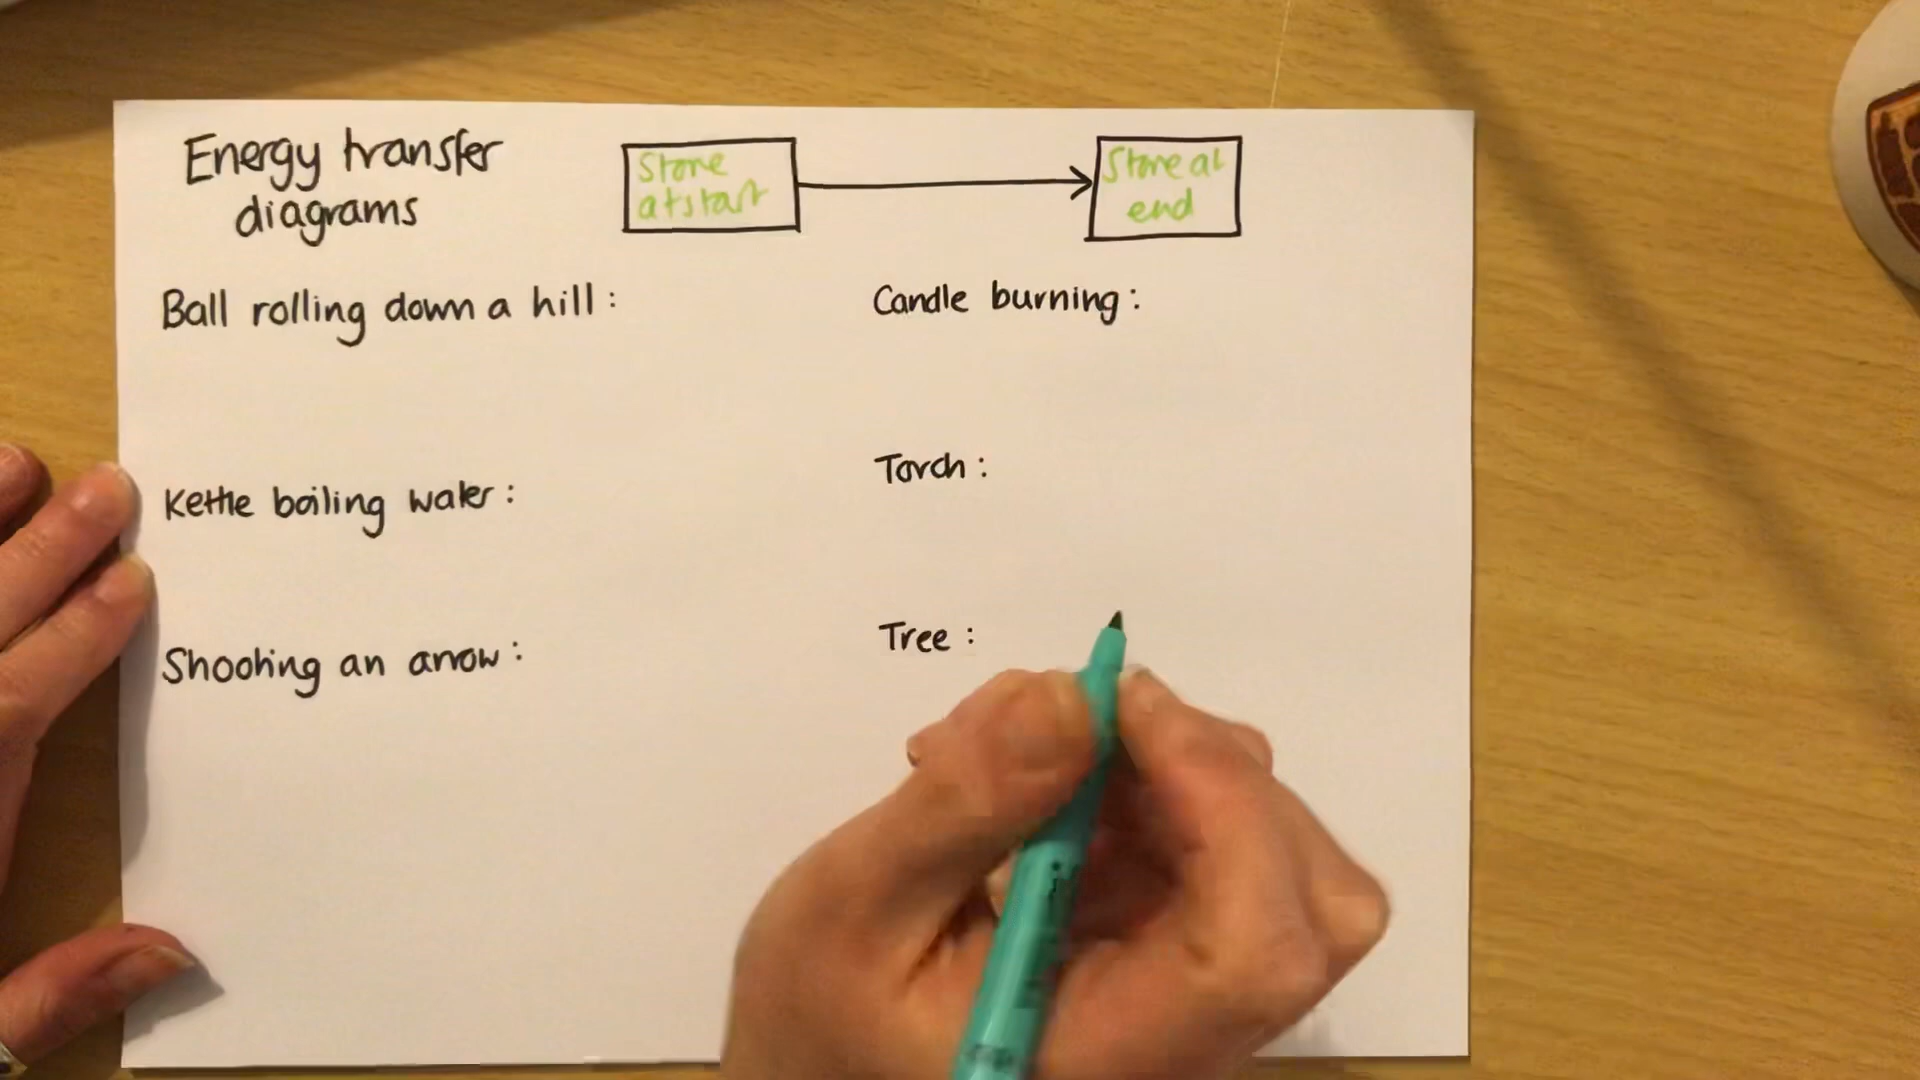 Energy transfer
diagrams
Store
at start
Store at
end
Ball rolling down a hill :
Candle burning :
Kettle boiling water :
Torch :
Shooting an arrow :
Tree :